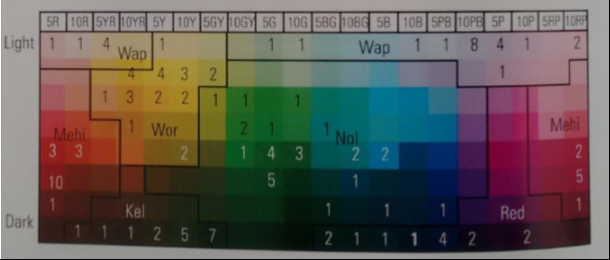 5R 10R 5YR 10YR 5Y 10Y 5GY 10GY 5G 10G 5BG 10BG 5B 10B 5PB 10PB 5P 10P 5RP 10RP
Light 1 1 4 Wap 1 1 1 Wap 1 1 8 4 1 2
4 4 3 2 1
1 3 2 2 1 1 1
Mehi 1 Wor 2 1 1 Nol Mehi
3 3 2 1 4 3 2 2 2
10 5 1 5
1 Kel 1 1 1 Red 1
Dark 1 1 1 2 5 7 2 1 1 1 4 2 2